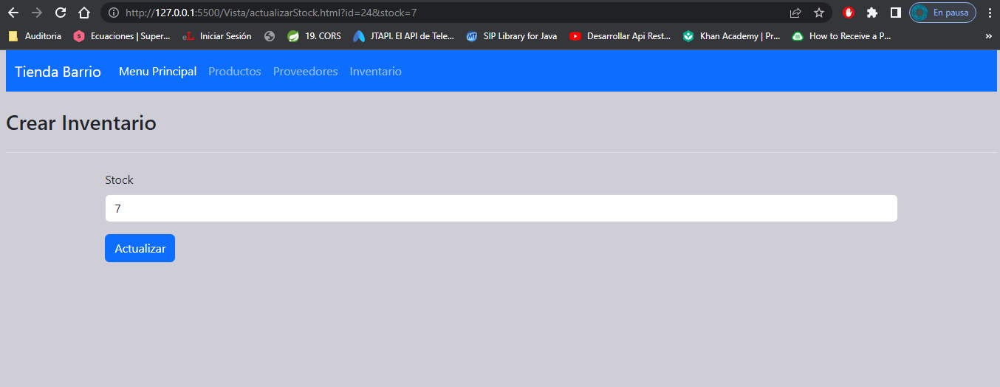 http://127.0.0.1:5500/Vista/actualizarStock.html?id=24&stock=7 En pausa
Auditoria Ecuaciones | Super... eL Iniciar Sesión 19. CORS JTAPI. El API de Tele... MT SIP Library for Java Desarrollar Api Rest... Khan Academy | Pr... How to Receive a P... »
Tienda Barrio Menu Principal Productos Proveedores Inventario
Crear Inventario
Stock
7
Actualizar